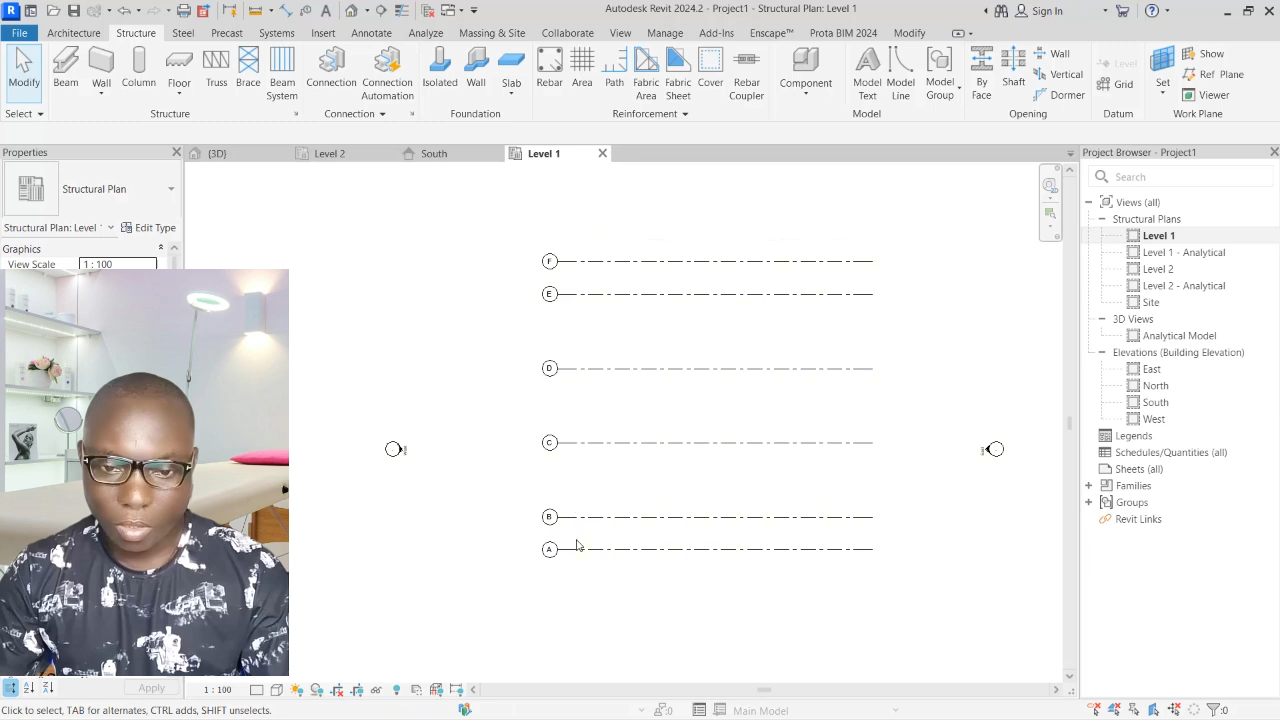 Autodesk Revit 2024.2 - Project1 - Structural Plan: Level 1
Sign In
File Architecture Structure Steel Precast Systems Insert Annotate Analyze Massing & Site Collaborate View Manage Add-Ins Enscape™ Prota BIM 2024 Modify
Modify Beam Wall Column Floor Truss Brace Beam System Connection Connection Automation Isolated Wall Slab Rebar Area Path Fabric Area Fabric Sheet Cover Rebar Coupler Component Model Text Model Line Model Group By Face Shaft Wall Vertical Dormer Level Grid Set Show Ref Plane Viewer
Select Structure Connection Foundation Reinforcement Model Opening Datum Work Plane
Properties
{3D} Level 2 South Level 1
Project Browser - Project1
Structural Plan
Structural Plan: Level Edit Type
Graphics
View Scale 1 : 100
Search
Views (all)
Structural Plans
Level 1
Level 1 - Analytical
Level 2
Level 2 - Analytical
Site
3D Views
Analytical Model
Elevations (Building Elevation)
East
North
South
West
Legends
Schedules/Quantities (all)
Sheets (all)
Families
Groups
Revit Links
F
E
D
C
B
A
Apply
1 : 100
Click to select, TAB for alternates, CTRL adds, SHIFT unselects.
:0
Main Model
:0